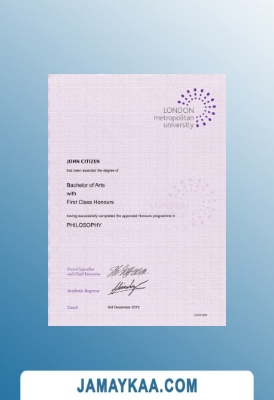 LONDON
metropolitan
university
JOHN CITIZEN
has been awarded the degree of
Bachelor of Arts
with
First Class Honours
having successfully completed the approved Honours programme in
PHILOSOPHY
Vice-Chancellor
and Chief Executive
Academic Registrar
Dated
3rd December 2012
JAMAYKAA.COM